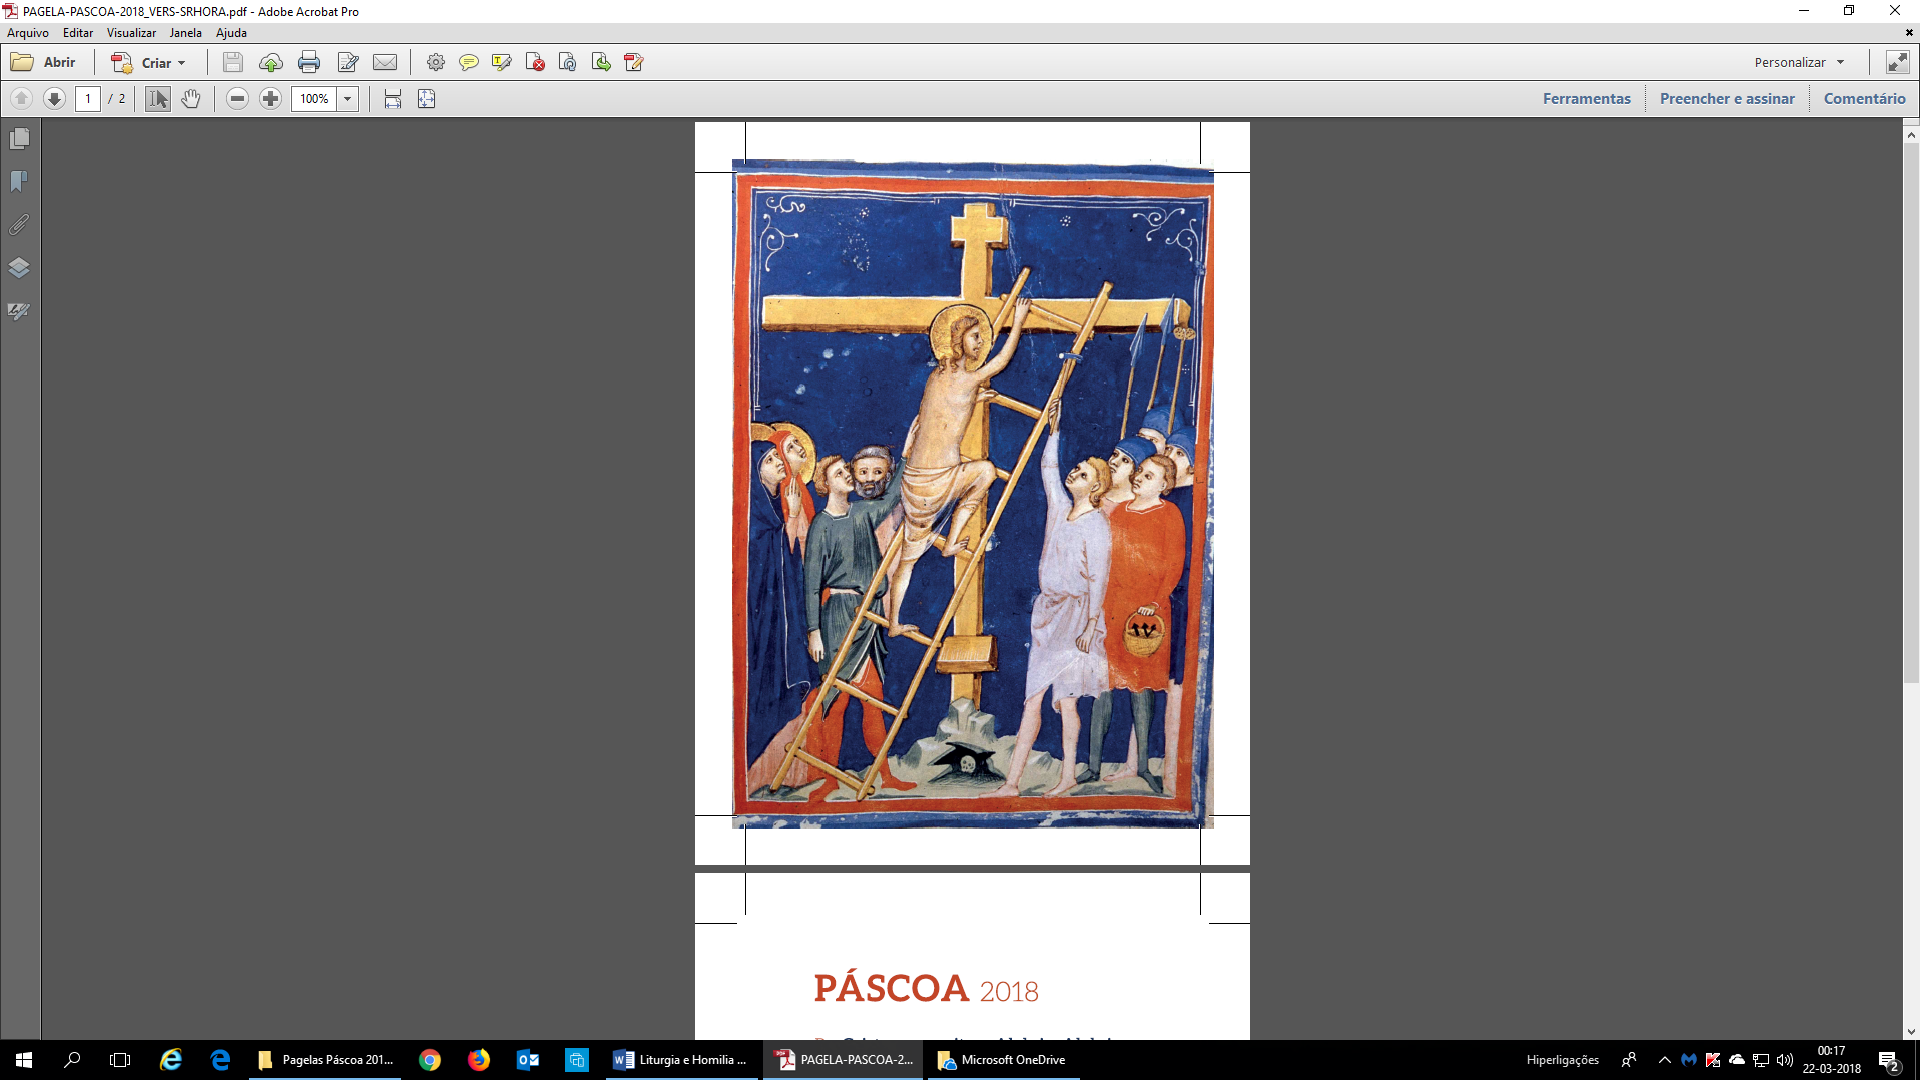 PAGELA-PASCOA-2018_VERS-SRHORA.pdf - Adobe Acrobat Pro
Arquivo Editar Visualizar Janela Ajuda
Abrir Criar Personalizar
1 / 2 100% Ferramentas Preencher e assinar Comentário
PÁSCOA 2018
Pagelas Páscoa 201... Liturgia e Homilia ... PAGELA-PASCOA-2... Microsoft OneDrive Hiperligações 00:17
22-03-2018 2